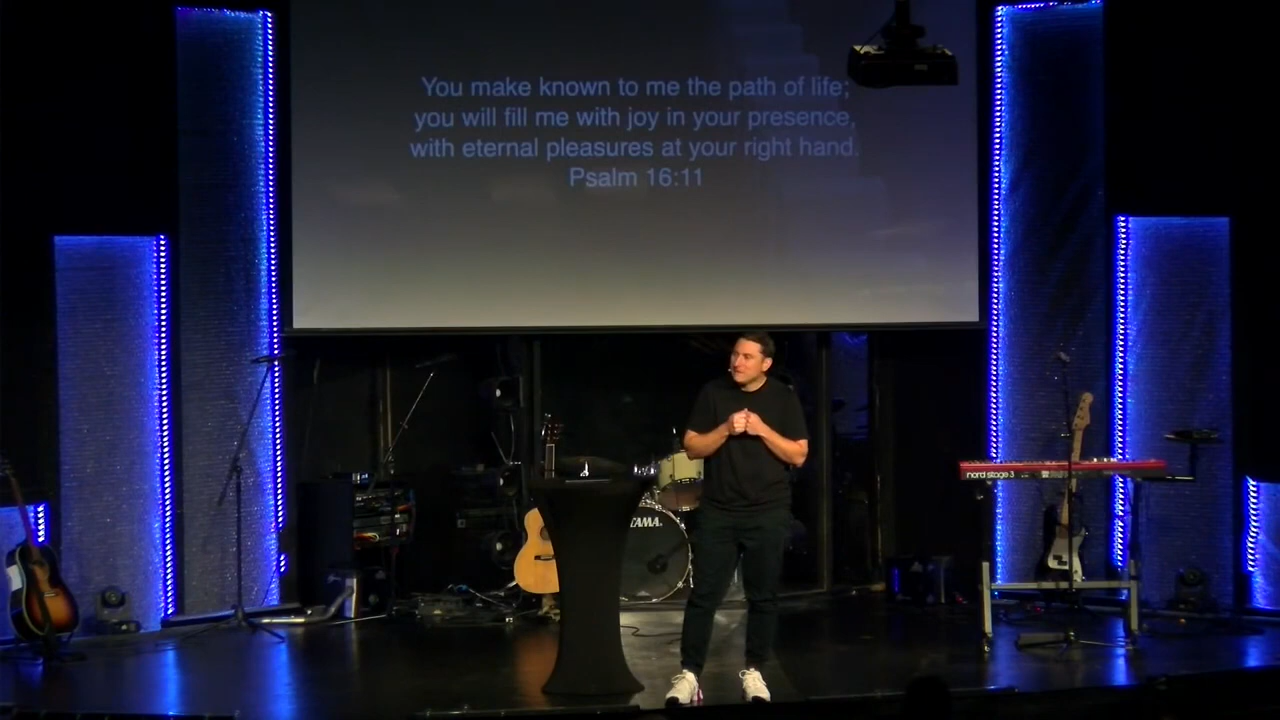 You make known to me the path of life;
you will fill me with joy in your presence,
with eternal pleasures at your right hand.
Psalm 16:11
TAMA.
nord stage 3